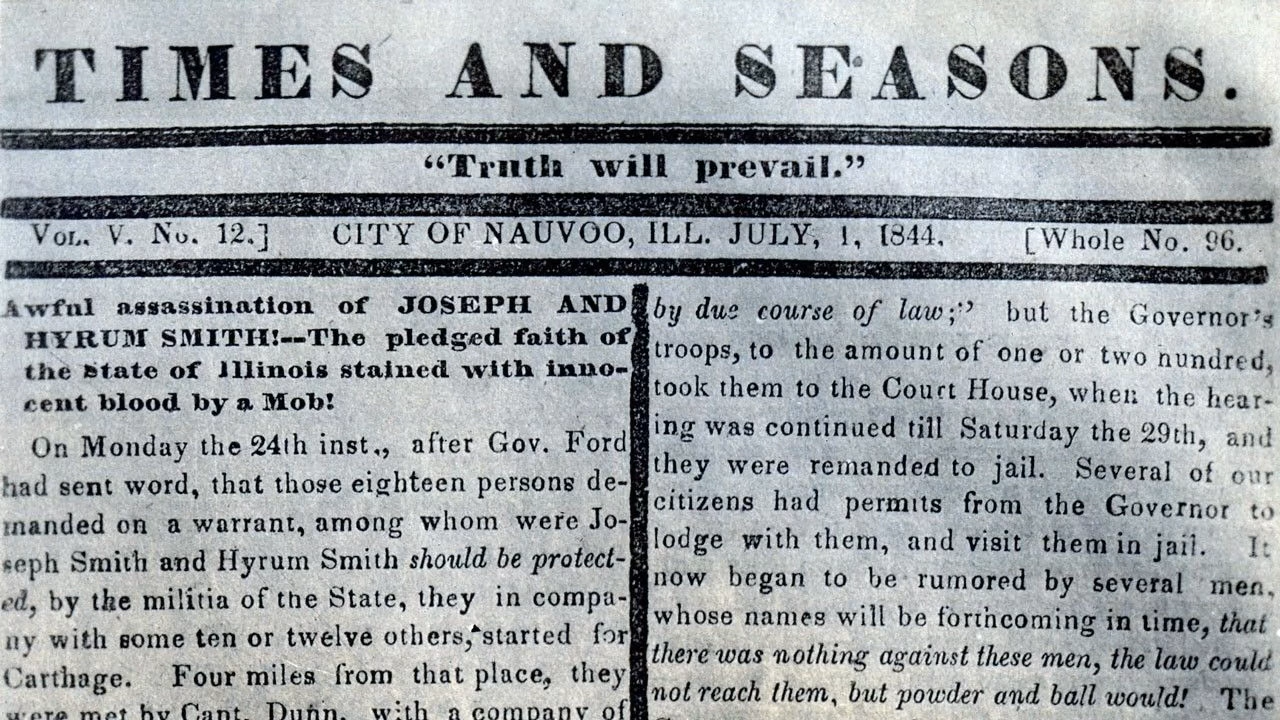 TIMES AND SEASONS.
"Truth will prevail."
Vol. V. No. 12.] CITY OF NAUVOO, ILL. JULY, 1, 1844. [Whole No. 96.
Awful assassination of JOSEPH AND
HYRUM SMITH!--The pledged faith of
the state of Illinois stained with inno-
cent blood by a Mob!
On Monday the 24th inst., after Gov. Ford
had sent word, that those eighteen persons de-
manded on a warrant, among whom were Jo-
seph Smith and Hyrum Smith should be protect-
ed, by the militia of the State, they in compa-
ny with some ten or twelve others, started for
Carthage. Four miles from that place, they
were met by Capt. Dunn, with a company of
by due course of law;" but the Governor's
troops, to the amount of one or two hundred,
took them to the Court House, when the hear-
ing was continued till Saturday the 29th, and
they were remanded to jail. Several of our
citizens had permits from the Governor to
lodge with them, and visit them in jail. It
now began to be rumored by several men,
whose names will be forthcoming in time, that
there was nothing against these men, the law could
not reach them, but powder and ball would! The